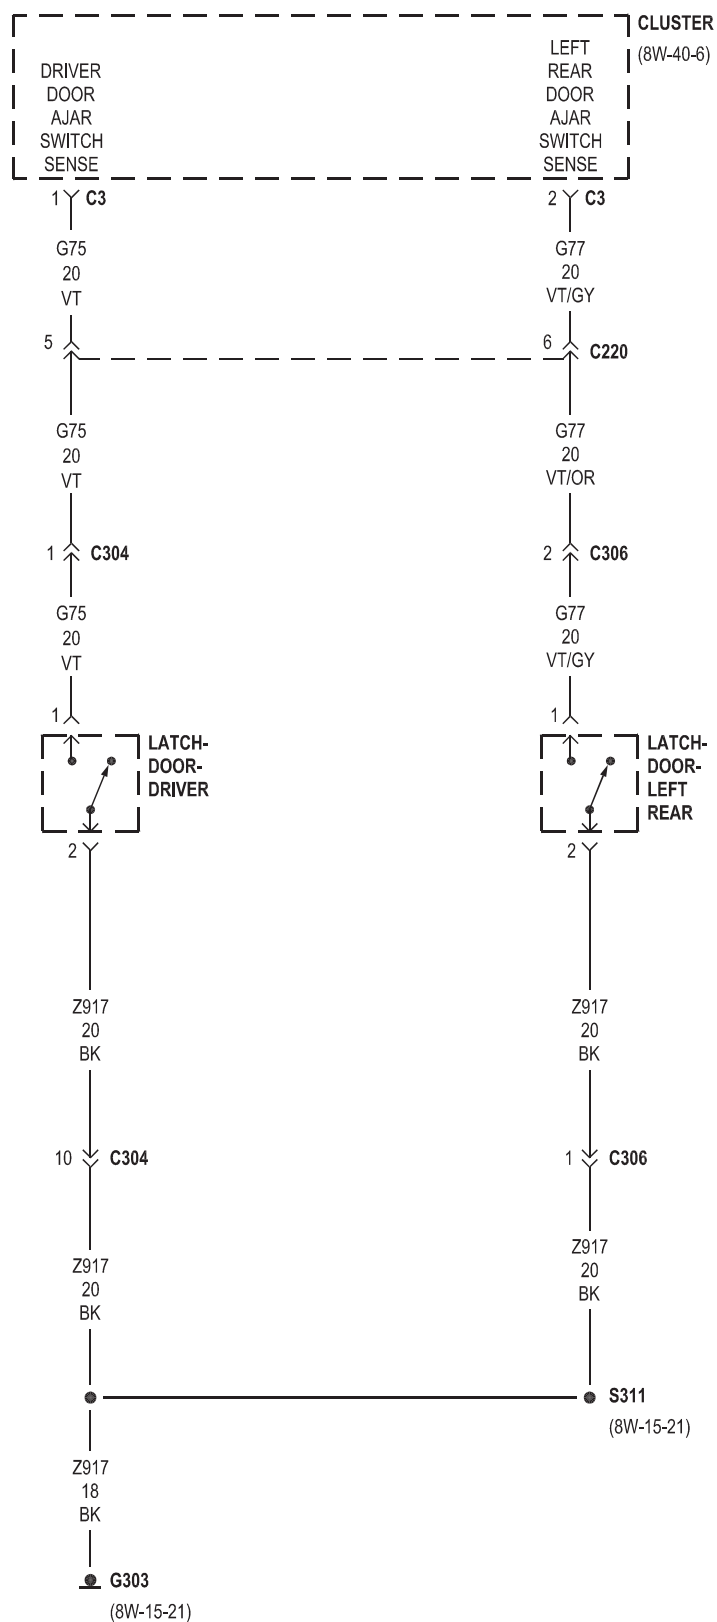 CLUSTER
(8W-40-6)
DRIVER
DOOR
AJAR
SWITCH
SENSE
LEFT
REAR
DOOR
AJAR
SWITCH
SENSE
1 C3
2 C3
G75
20
VT
G77
20
VT/GY
5
6
C220
G75
20
VT
G77
20
VT/OR
1 C304
2 C306
G75
20
VT
G77
20
VT/GY
1
1
LATCH-
DOOR-
DRIVER
LATCH-
DOOR-
LEFT
REAR
2
2
Z917
20
BK
Z917
20
BK
10 C304
1 C306
Z917
20
BK
Z917
20
BK
S311
(8W-15-21)
Z917
18
BK
G303
(8W-15-21)